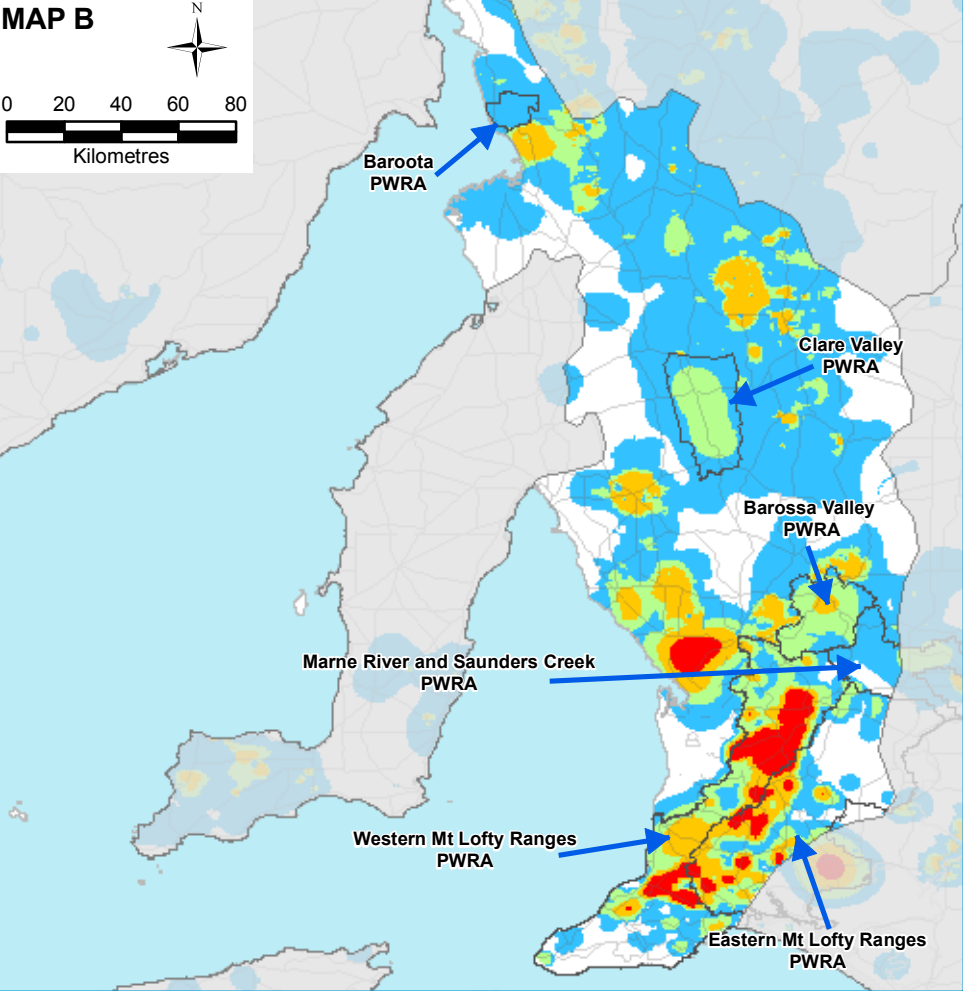 MAP B
N
0 20 40 60 80
Kilometres
Baroota
PWRA
Clare Valley
PWRA
Barossa Valley
PWRA
Marne River and Saunders Creek
PWRA
Western Mt Lofty Ranges
PWRA
Eastern Mt Lofty Ranges
PWRA